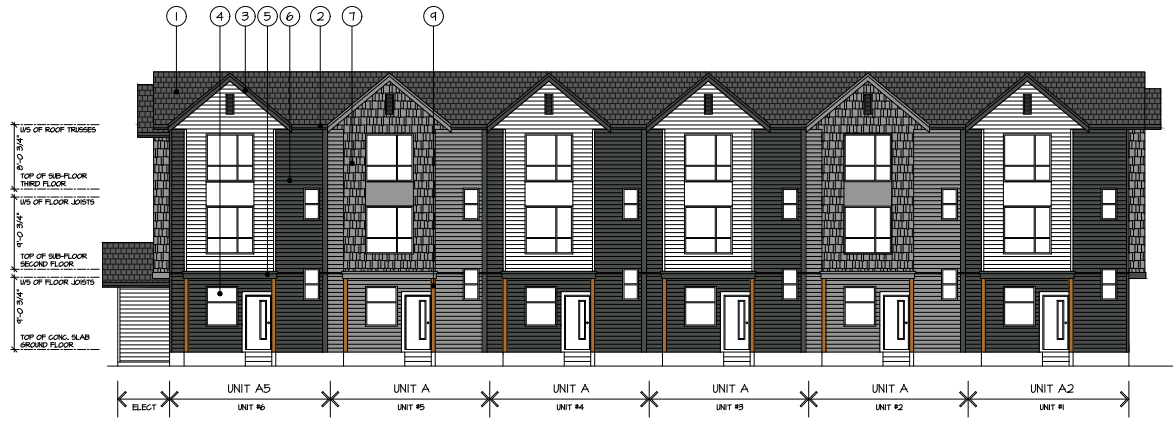 1 4 3 5 6 2 7 9
U/S OF ROOF TRUSSES
8'-0 3/4"
TOP OF SUB-FLOOR
THIRD FLOOR
U/S OF FLOOR JOISTS
9'-0 3/4"
TOP OF SUB-FLOOR
SECOND FLOOR
U/S OF FLOOR JOISTS
9'-0 3/4"
TOP OF CONC. SLAB
GROUND FLOOR
UNIT A5 UNIT A UNIT A UNIT A UNIT A UNIT A2
ELECT UNIT #6 UNIT #5 UNIT #4 UNIT #3 UNIT #2 UNIT #1